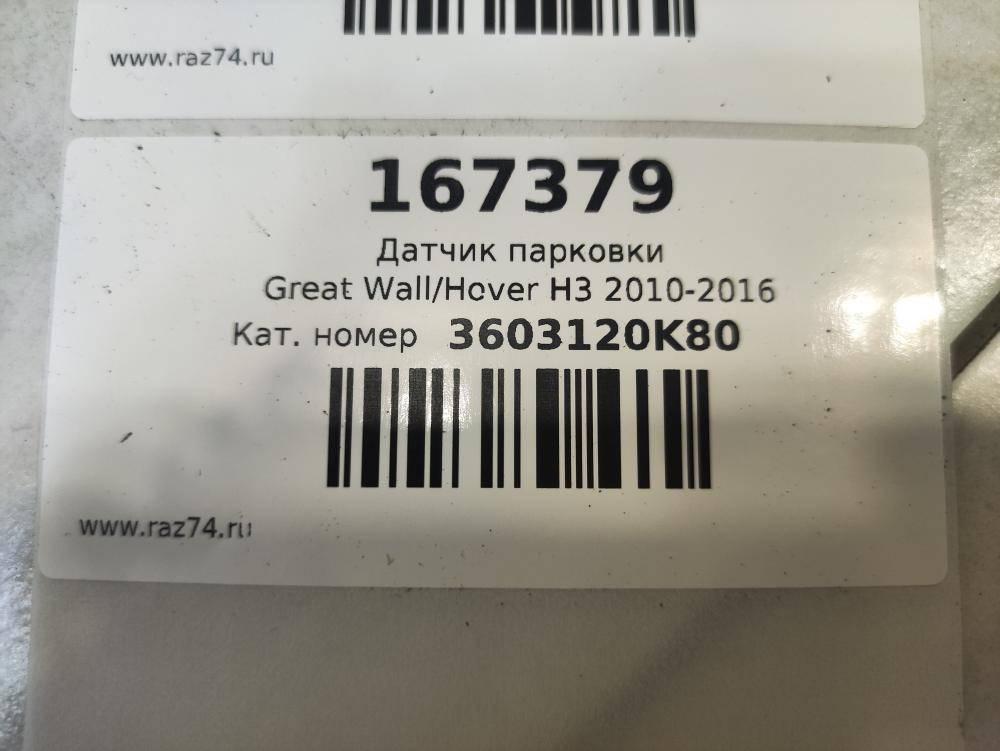 www.raz74.ru
167379
Датчик парковки
Great Wall/Hover H3 2010-2016
Кат. номер 3603120K80
www.raz74.ru